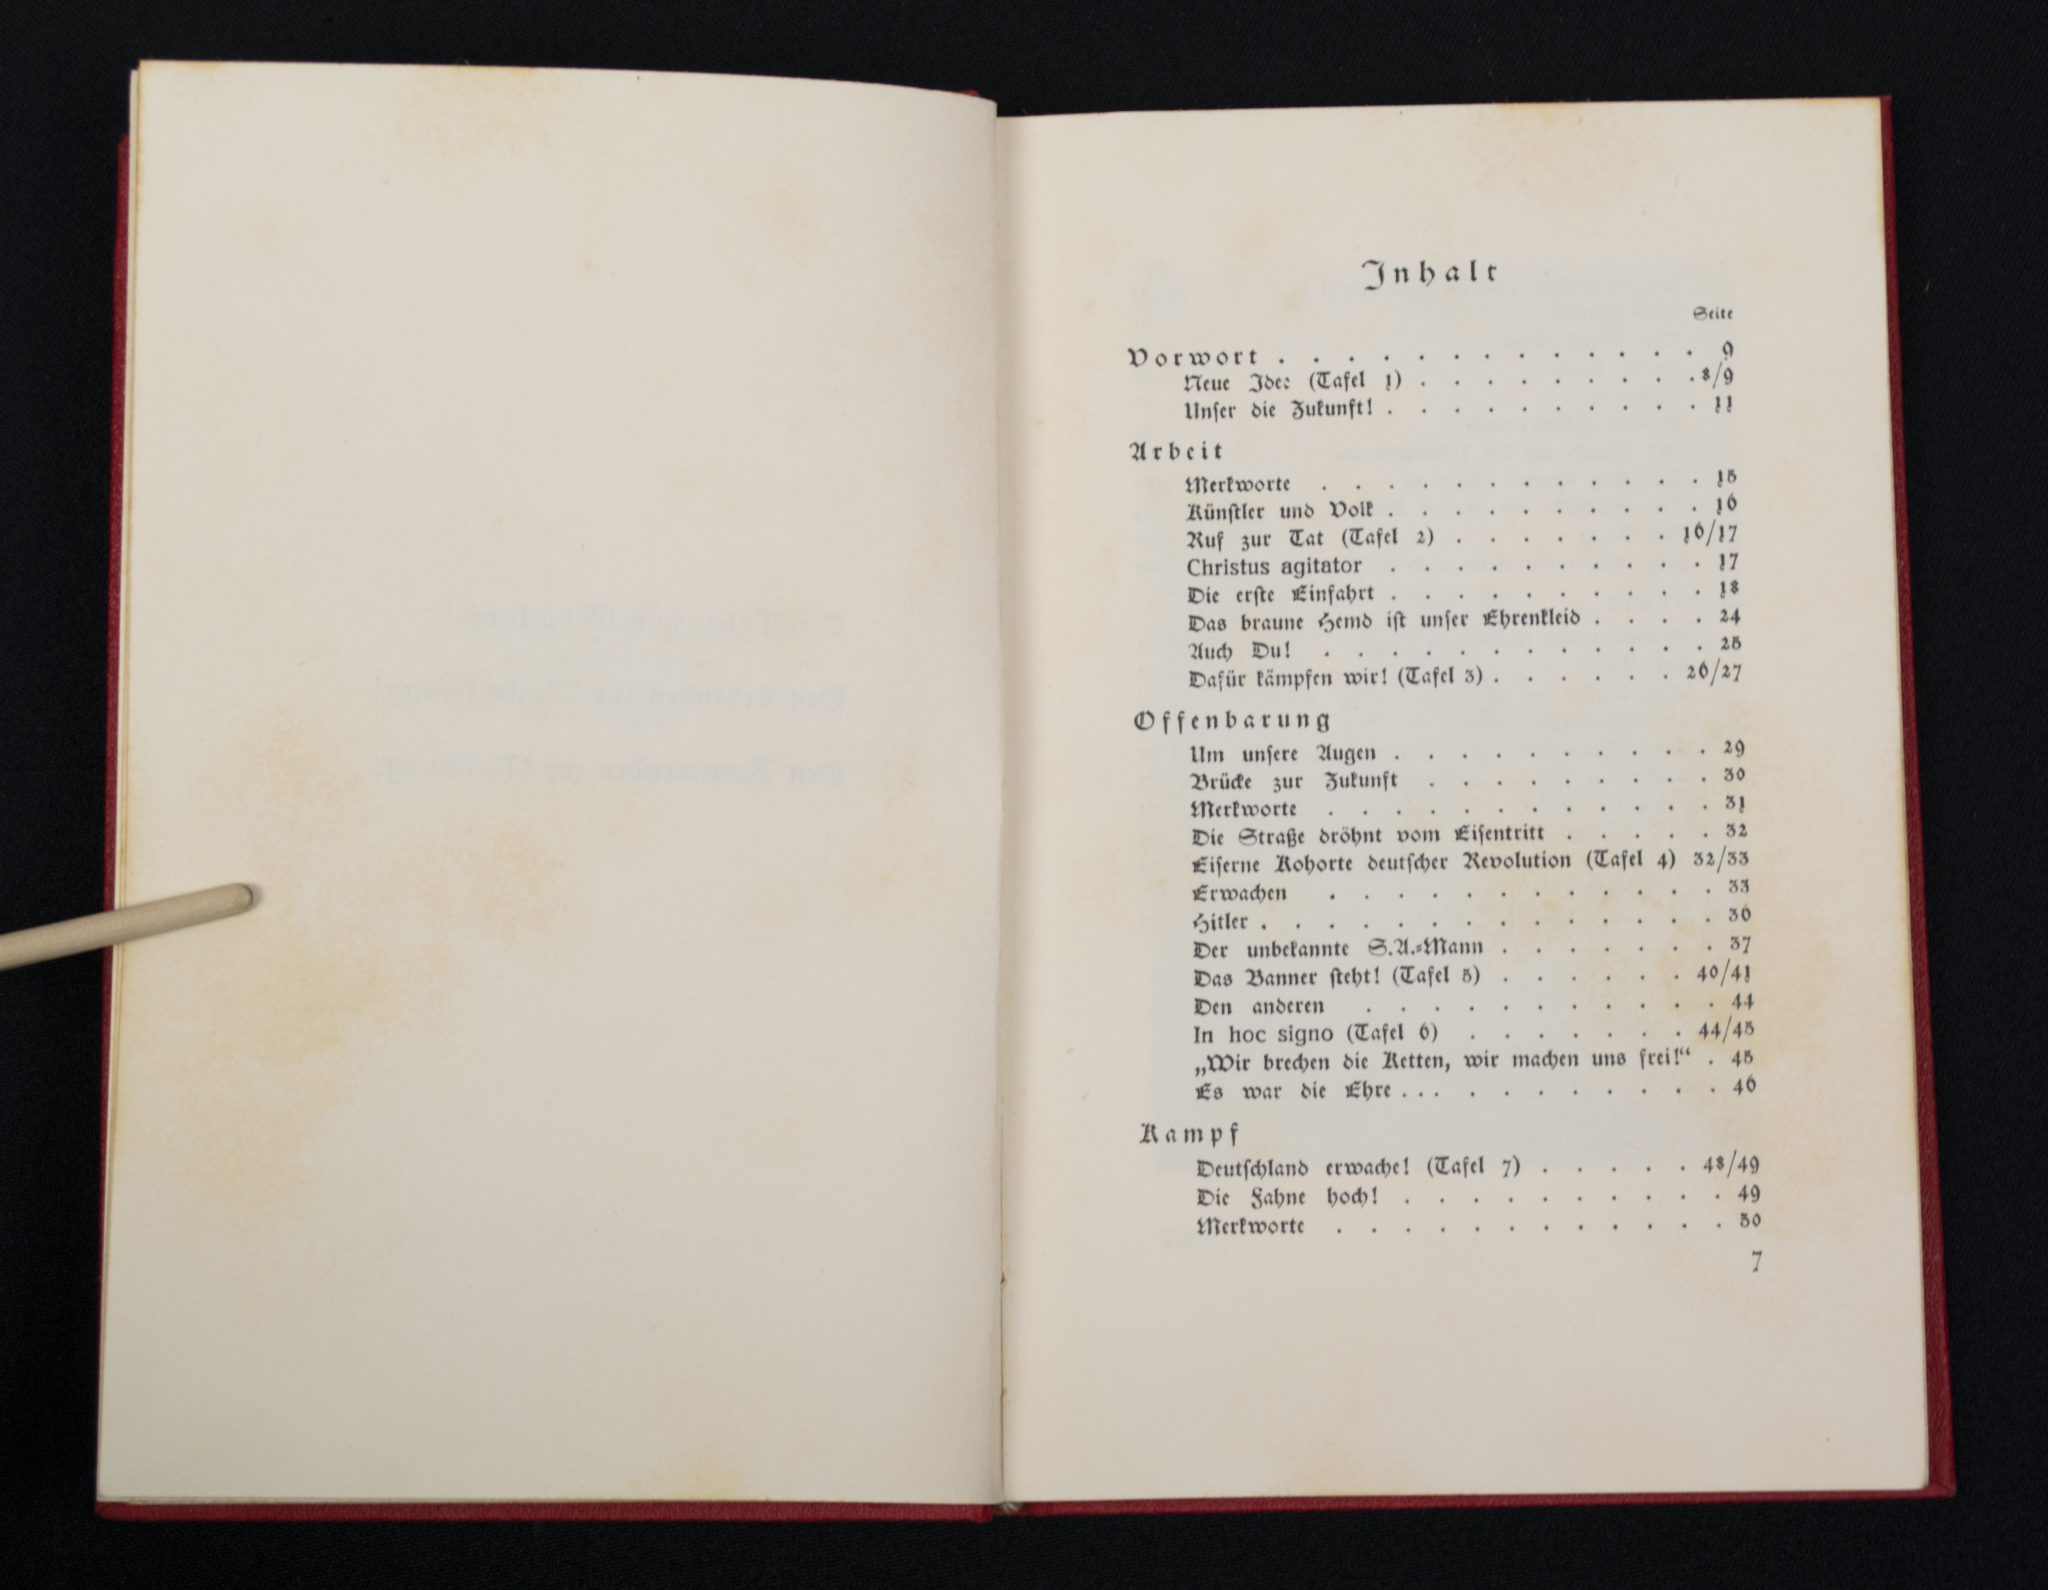 Inhalt
Seite
Vorwort . . . . . . . . . . . . . 9
Neue Idee (Tafel 1) . . . . . . . . . 8/9
Unser die Zukunft! . . . . . . . . . . 11
Arbeit
Merkworte . . . . . . . . . . . . 15
Künstler und Volk . . . . . . . . . . 16
Ruf zur Tat (Tafel 2) . . . . . . . 16/17
Christus agitator . . . . . . . . . . 17
Die erste Einfahrt . . . . . . . . . . 18
Das braune Hemd ist unser Ehrenkleid . . . . 24
Auch Du! . . . . . . . . . . . . 25
Dafür kämpfen wir! (Tafel 3) . . . . . . 26/27
Offenbarung
Um unsere Augen . . . . . . . . . . 29
Brücke zur Zukunft . . . . . . . . . 30
Merkworte . . . . . . . . . . . . 31
Die Straße dröhnt vom Eisentritt . . . . . 32
Eiserne Kohorte deutscher Revolution (Tafel 4) 32/33
Erwachen . . . . . . . . . . . . 33
Hitler . . . . . . . . . . . . . . 36
Der unbekannte S.A.-Mann . . . . . . . 37
Das Banner steht! (Tafel 5) . . . . . . 40/41
Den anderen . . . . . . . . . . . 44
In hoc signo (Tafel 6) . . . . . . . 44/45
„Wir brechen die Ketten, wir machen uns frei!“ . 45
Es war die Ehre . . . . . . . . . . . 46
Kampf
Deutschland erwache! (Tafel 7) . . . . . 48/49
Die Fahne hoch! . . . . . . . . . . 49
Merkworte . . . . . . . . . . . . 50
7